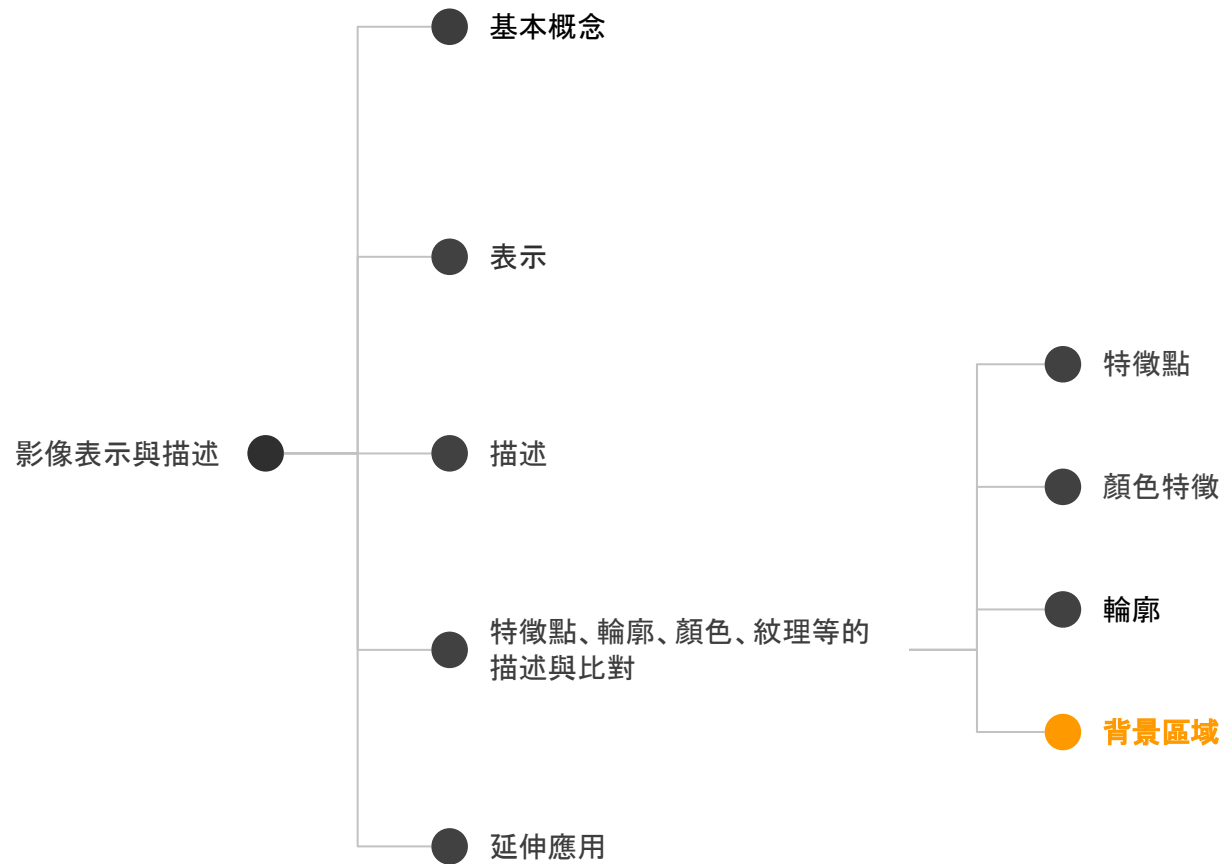 基本概念
表示
影像表示與描述
描述
特徵點、輪廓、顏色、紋理等的
描述與比對
特徵點
顏色特徵
輪廓
背景區域
延伸應用